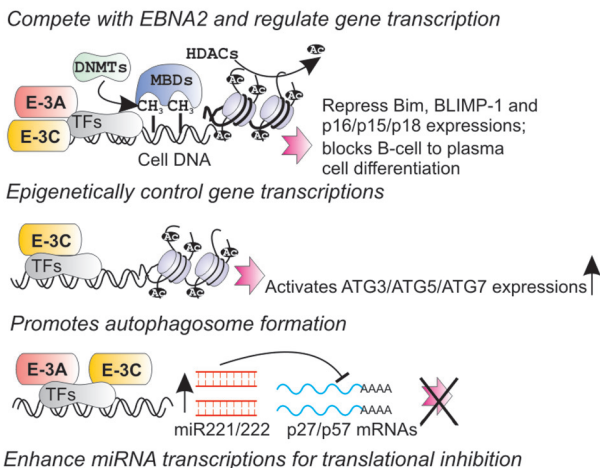 Compete with EBNA2 and regulate gene transcription
HDACs
Ac
DNMTs
MBDs
Ac
Ac
E-3A
CH3 CH3
E-3C
TFs
Ac
Ac
Cell DNA
Repress Bim, BLIMP-1 and
p16/p15/p18 expressions;
blocks B-cell to plasma
cell differentiation
Epigenetically control gene transcriptions
E-3C
TFs
Ac
Ac
Ac
Ac
Activates ATG3/ATG5/ATG7 expressions
Promotes autophagosome formation
E-3A
E-3C
TFs
AAAA
AAAA
miR221/222
p27/p57 mRNAs
Enhance miRNA transcriptions for translational inhibition